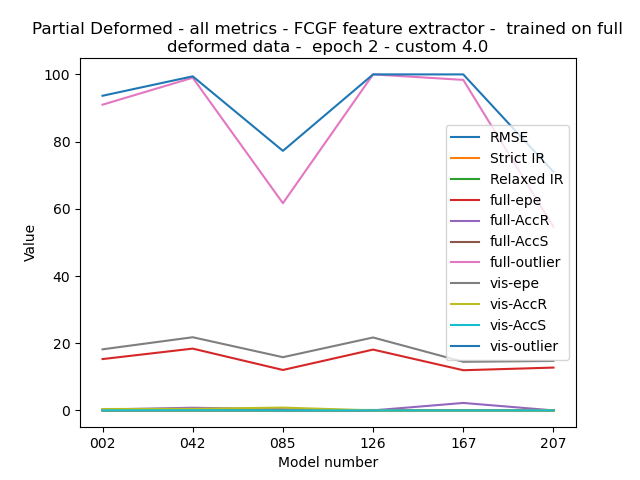 Partial Deformed - all metrics - FCGF feature extractor -  trained on full
deformed data -  epoch 2 - custom 4.0
100
80
60
40
20
0
Value
RMSE
Strict IR
Relaxed IR
full-epe
full-AccR
full-AccS
full-outlier
vis-epe
vis-AccR
vis-AccS
vis-outlier
002 042 085 126 167 207
Model number